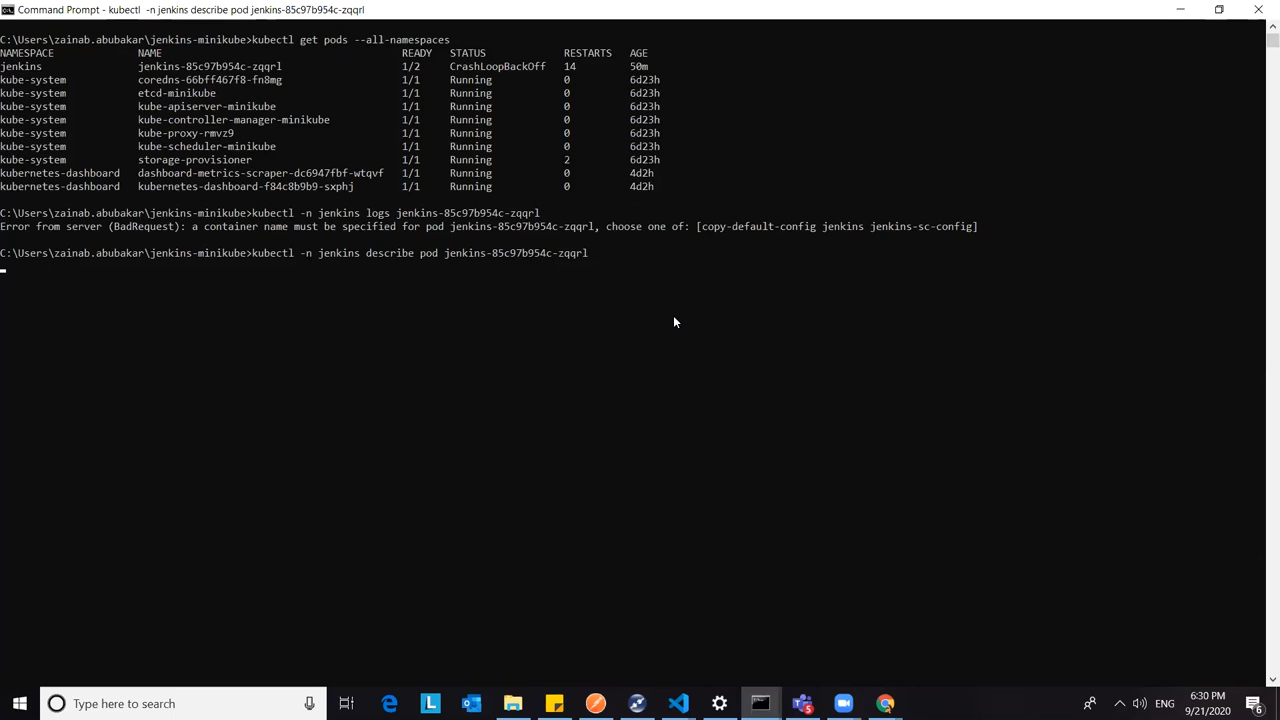 Command Prompt - kubectl  -n jenkins describe pod jenkins-85c97b954c-zqqrl
C:\Users\zainab.abubakar\jenkins-minikube>kubectl get pods --all-namespaces
NAMESPACE NAME READY STATUS RESTARTS AGE
jenkins jenkins-85c97b954c-zqqrl 1/2 CrashLoopBackOff 14 50m
kube-system coredns-66bff467f8-fn8mg 1/1 Running 0 6d23h
kube-system etcd-minikube 1/1 Running 0 6d23h
kube-system kube-apiserver-minikube 1/1 Running 0 6d23h
kube-system kube-controller-manager-minikube 1/1 Running 0 6d23h
kube-system kube-proxy-rmvz9 1/1 Running 0 6d23h
kube-system kube-scheduler-minikube 1/1 Running 0 6d23h
kube-system storage-provisioner 1/1 Running 2 6d23h
kubernetes-dashboard dashboard-metrics-scraper-dc6947fbf-wtqvf 1/1 Running 0 4d2h
kubernetes-dashboard kubernetes-dashboard-f84c8b9b9-sxphj 1/1 Running 0 4d2h
C:\Users\zainab.abubakar\jenkins-minikube>kubectl -n jenkins logs jenkins-85c97b954c-zqqrl
Error from server (BadRequest): a container name must be specified for pod jenkins-85c97b954c-zqqrl, choose one of: [copy-default-config jenkins jenkins-sc-config]
C:\Users\zainab.abubakar\jenkins-minikube>kubectl -n jenkins describe pod jenkins-85c97b954c-zqqrl
Type here to search
ENG
6:30 PM
9/21/2020
6